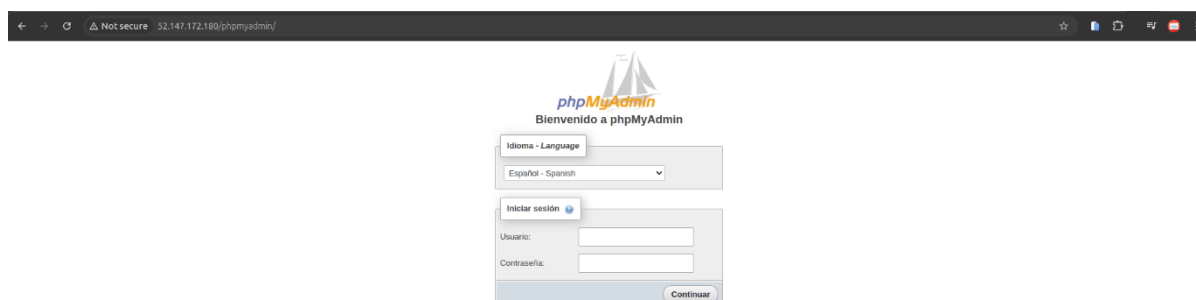 Not secure 52.147.172.180/phpmyadmin/
phpMyAdmin
Bienvenido a phpMyAdmin
Idioma - Language
Español - Spanish
Iniciar sesión
Usuario:
Contraseña:
Continuar